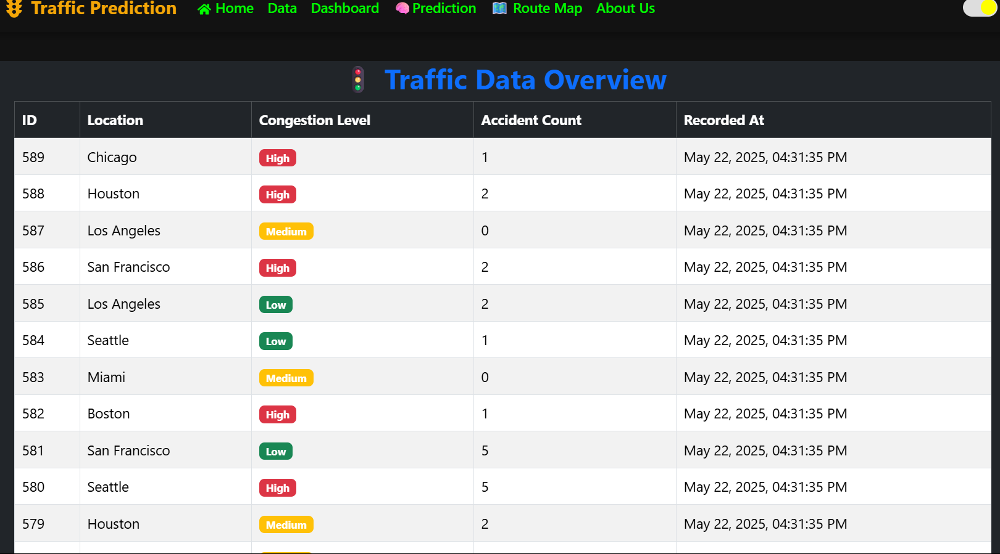 Traffic Prediction Home Data Dashboard Prediction Route Map About Us
Traffic Data Overview
ID Location Congestion Level Accident Count Recorded At
589 Chicago High 1 May 22, 2025, 04:31:35 PM
588 Houston High 2 May 22, 2025, 04:31:35 PM
587 Los Angeles Medium 0 May 22, 2025, 04:31:35 PM
586 San Francisco High 2 May 22, 2025, 04:31:35 PM
585 Los Angeles Low 2 May 22, 2025, 04:31:35 PM
584 Seattle Low 1 May 22, 2025, 04:31:35 PM
583 Miami Medium 0 May 22, 2025, 04:31:35 PM
582 Boston High 1 May 22, 2025, 04:31:35 PM
581 San Francisco Low 5 May 22, 2025, 04:31:35 PM
580 Seattle High 5 May 22, 2025, 04:31:35 PM
579 Houston Medium 2 May 22, 2025, 04:31:35 PM